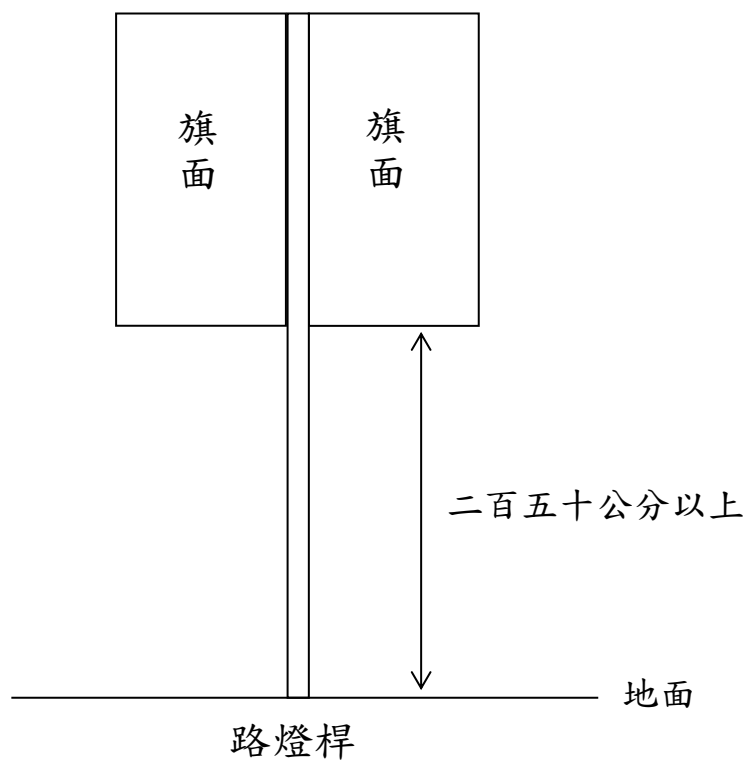 旗面
旗面
二百五十公分以上
地面
路燈桿